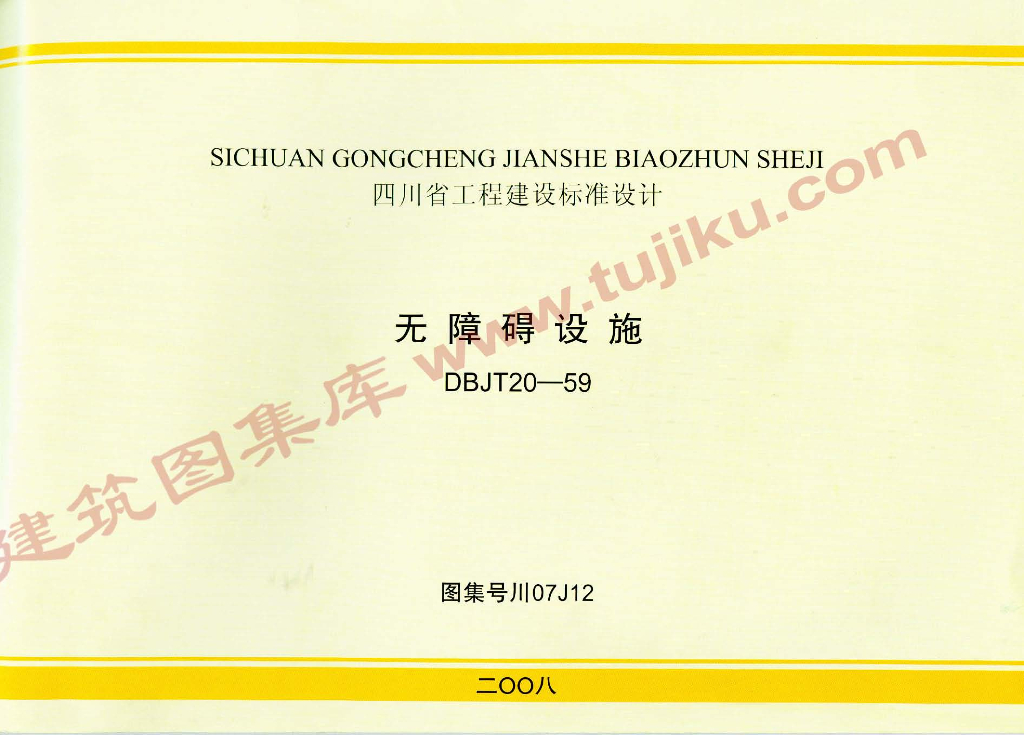 SICHUAN GONGCHENG JIANSHE BIAOZHUN SHEJI
四川省工程建设标准设计
无障碍设施
DBJT20—59
建筑图集库 www.tujiku.com
图集号川07J12
二〇〇八